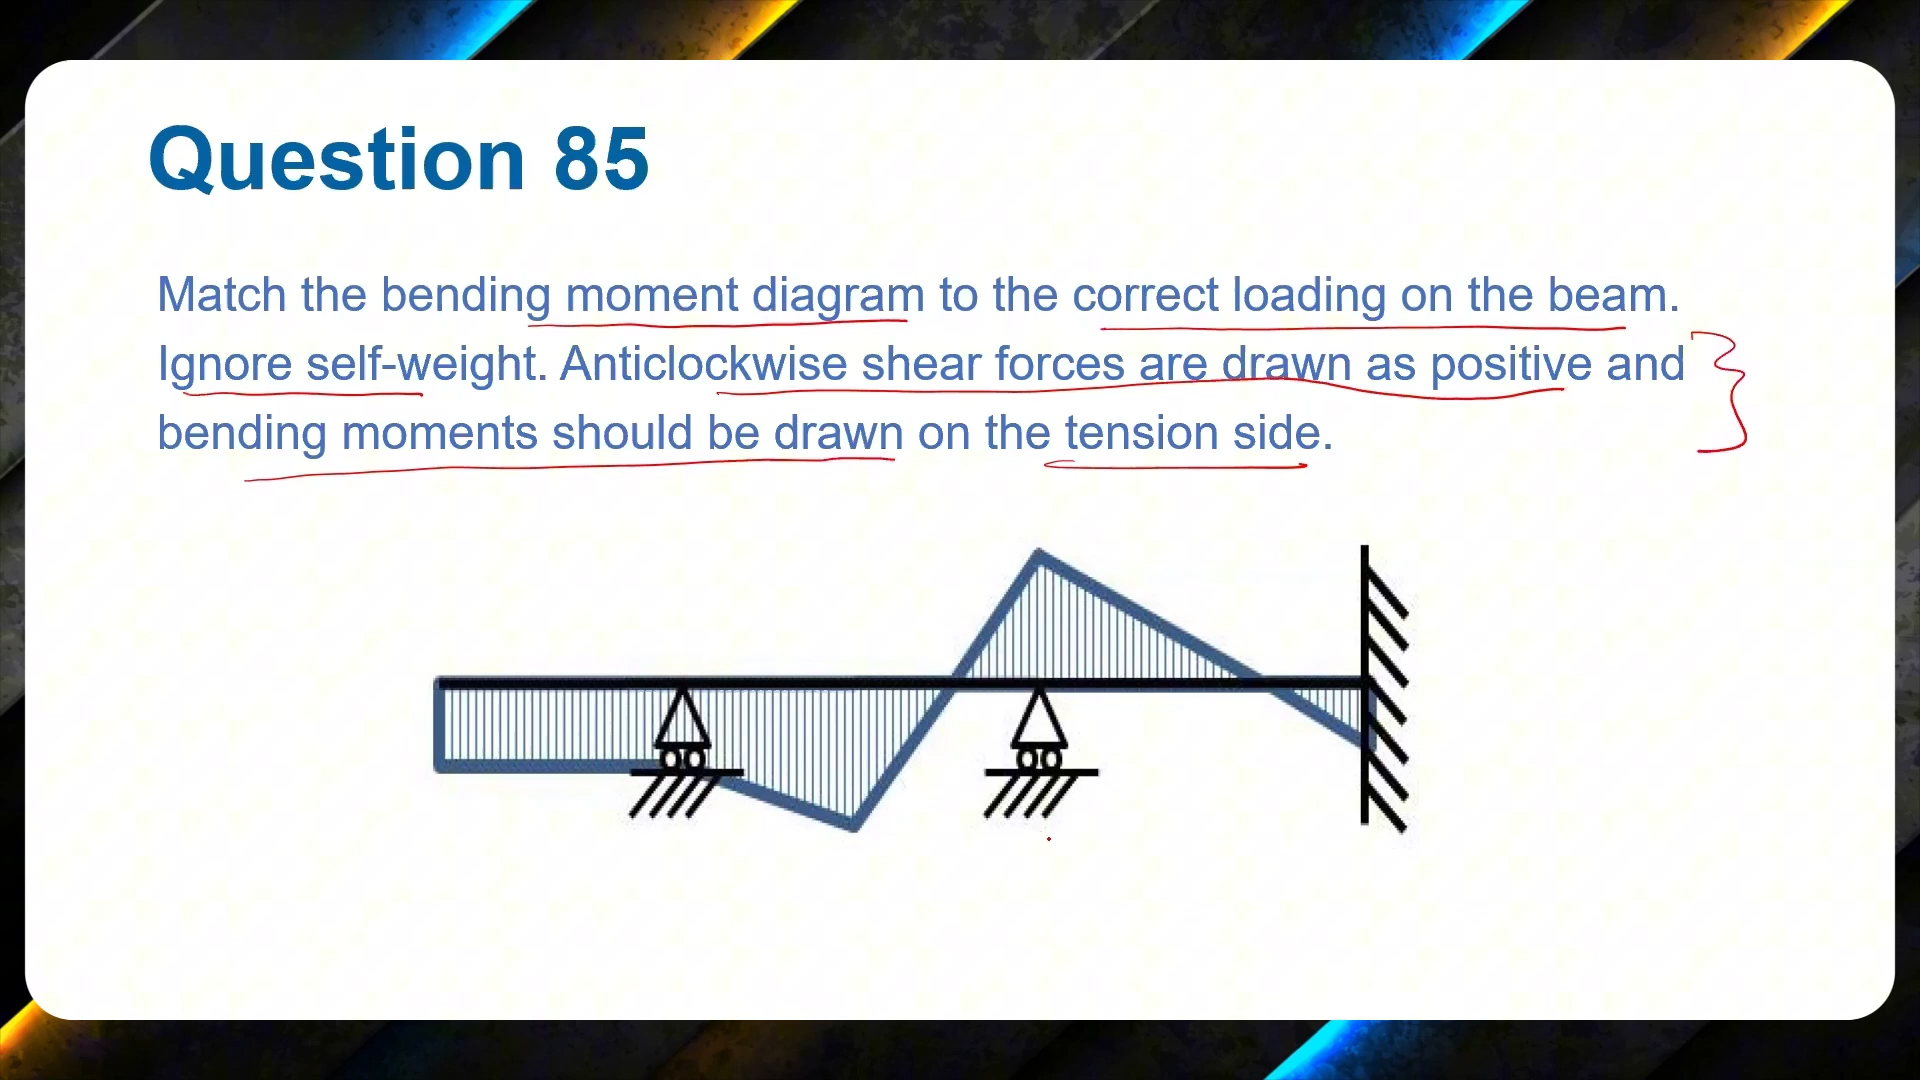 Question 85
Match the bending moment diagram to the correct loading on the beam.
Ignore self-weight. Anticlockwise shear forces are drawn as positive and
bending moments should be drawn on the tension side.